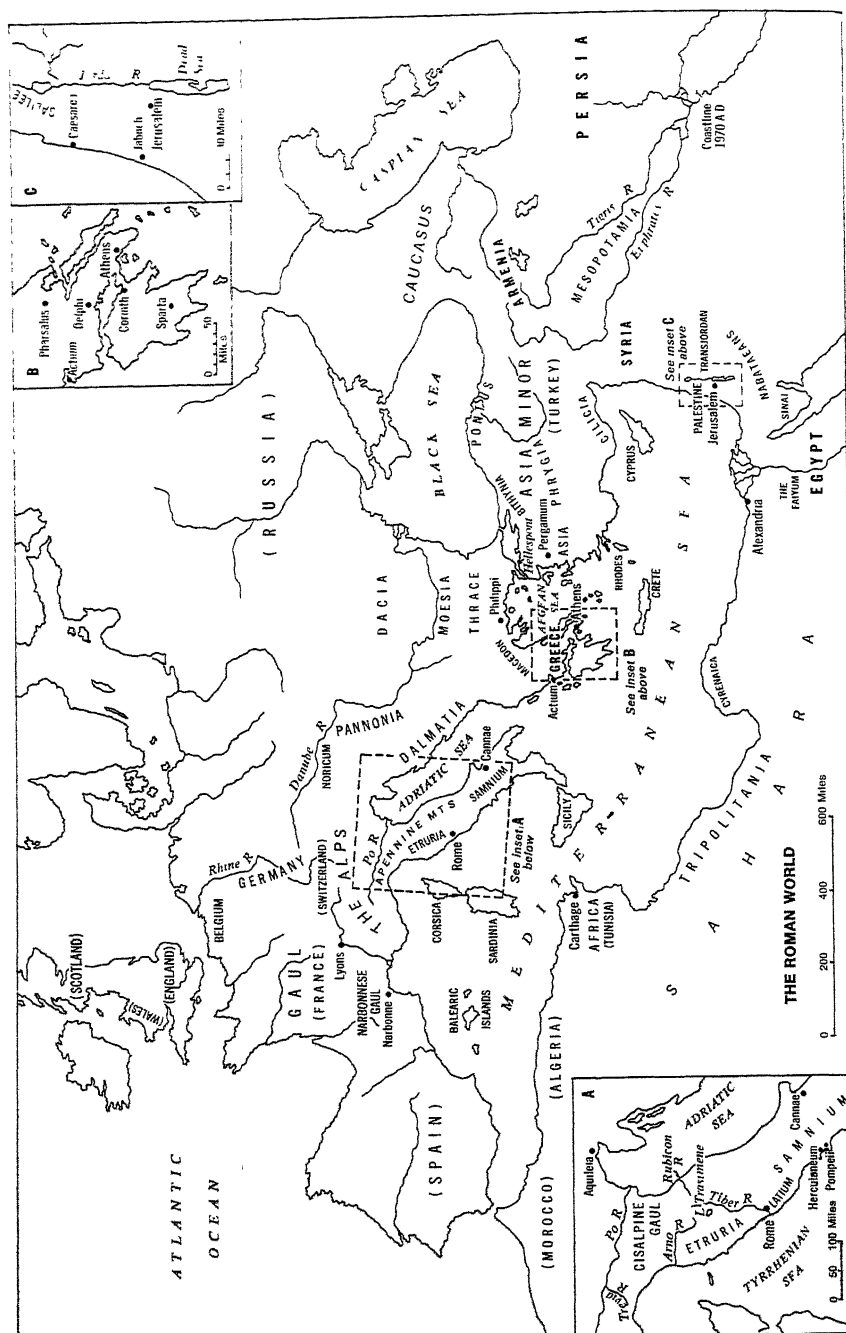 THE ROMAN WORLD
0 200 400 600 Miles
ATLANTIC
OCEAN
(SCOTLAND)
(ENGLAND)
(WALES)
BELGIUM
Rhine R
GERMANY
GAUL
(FRANCE)
(SWITZERLAND)
THE ALPS
Lyons
NARBONNESE
GAUL
Narbonne
(SPAIN)
BALEARIC
ISLANDS
CORSICA
SARDINIA
(MOROCCO)
(ALGERIA)
MEDITERRANEAN SEA
Danube R
NORICUM
PANNONIA
DALMATIA
ADRIATIC SEA
Po R
APENNINE MTS
ETRURIA
Rome
SAMNIUM
Cannae
See inset A
below
SICILY
Carthage
AFRICA
(TUNISIA)
TRIPOLITANIA
SAHARA
CYRENAICA
(RUSSIA)
DACIA
MOESIA
THRACE
Philippi
MACEDON
GREECE
Actium
Athens
AEGEAN
SEA
See inset B
above
CRETE
RHODES
Hellespont
BITHYNIA
Pergamum
ASIA
PHRYGIA
ASIA MINOR
(TURKEY)
PONTUS
BLACK SEA
CILICIA
CYPRUS
CAUCASUS
CASPIAN SEA
ARMENIA
MESOPOTAMIA
Tigris R
Euphrates R
PERSIA
Coastline
1970 A D
SYRIA
See inset C
above
PALESTINE
TRANSJORDAN
Jerusalem
NABATAEANS
SINAI
Alexandria
THE
FAIYUM
EGYPT
A
Aquileia
Po R
CISALPINE
GAUL
Rubicon
R
ADRIATIC
SEA
Arno R
L Trasumene
Tiber R
ETRURIA
Rome
LATIUM
SAMNIUM
Cannae
Herculaneum
Pompeii
TYRRHENIAN
SEA
0 50 100 Miles
B
Pharsalus
Actium
Delphi
Athens
Corinth
Sparta
0 50
Miles
C
GALILEE
R
Dead
Sea
Jerusalem